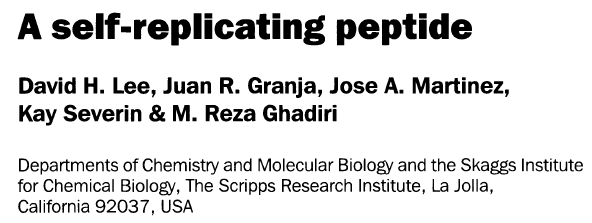 A self-replicating peptide
David H. Lee, Juan R. Granja, Jose A. Martinez,
Kay Severin & M. Reza Ghadiri
Departments of Chemistry and Molecular Biology and the Skaggs Institute
for Chemical Biology, The Scripps Research Institute, La Jolla,
California 92037, USA